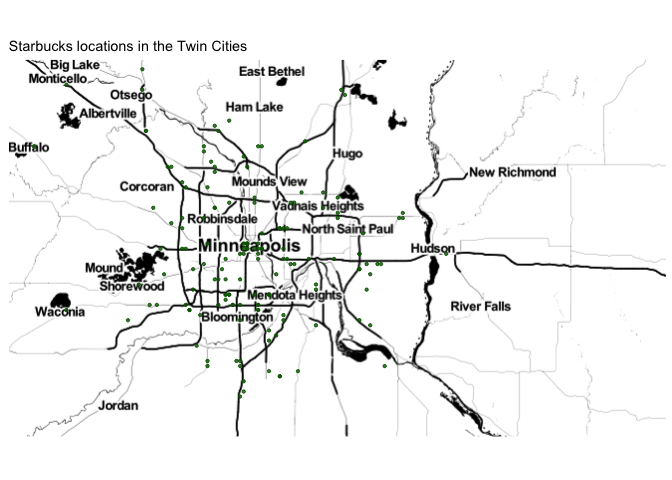 Starbucks locations in the Twin Cities
Big Lake
Monticello
East Bethel
Otsego
Albertville
Ham Lake
Buffalo
Hugo
Corcoran
Mounds View
New Richmond
Vadnais Heights
Robbinsdale
North Saint Paul
Minneapolis
Hudson
Mound
Shorewood
Mendota Heights
Waconia
Bloomington
River Falls
Jordan